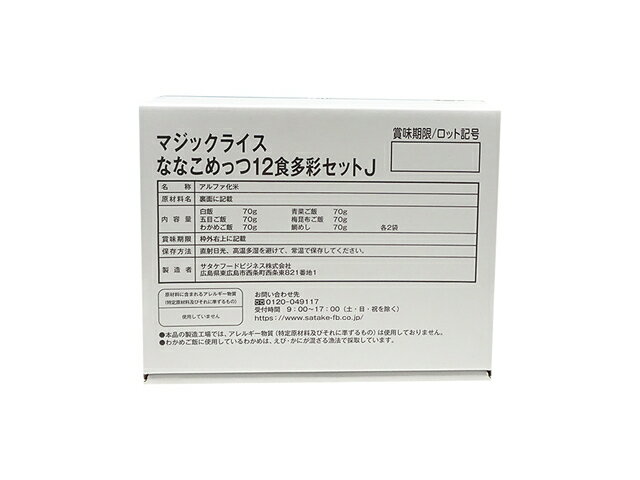 賞味期限/ロット記号
マジックライス
ななこめっつ12食多彩セットJ
名称 アルファ化米
原材料名 裏面に記載
内容量 白飯 70g 青菜ご飯 70g
五目ご飯 70g 梅昆布ご飯 70g
わかめご飯 70g 鯛めし 70g 各2袋
賞味期限 枠外右上に記載
保存方法 直射日光、高温多湿を避けて、常温で保存してください。
製造者 サタケフードビジネス株式会社
広島県東広島市西条町西条東821番地1
原材料に含まれるアレルギー物質
(特定原材料及びそれに準ずるもの)
使用していません
お問い合わせ先
0120-049117
受付時間 9:00~17:00(土・日・祝を除く)
https://www.satake-fb.co.jp/
●本品の製造工場では、アレルギー物質(特定原材料及びそれに準ずるもの)は使用しておりません。
●わかめご飯に使用しているわかめは、えび・かにが混ざる漁法で採取しています。